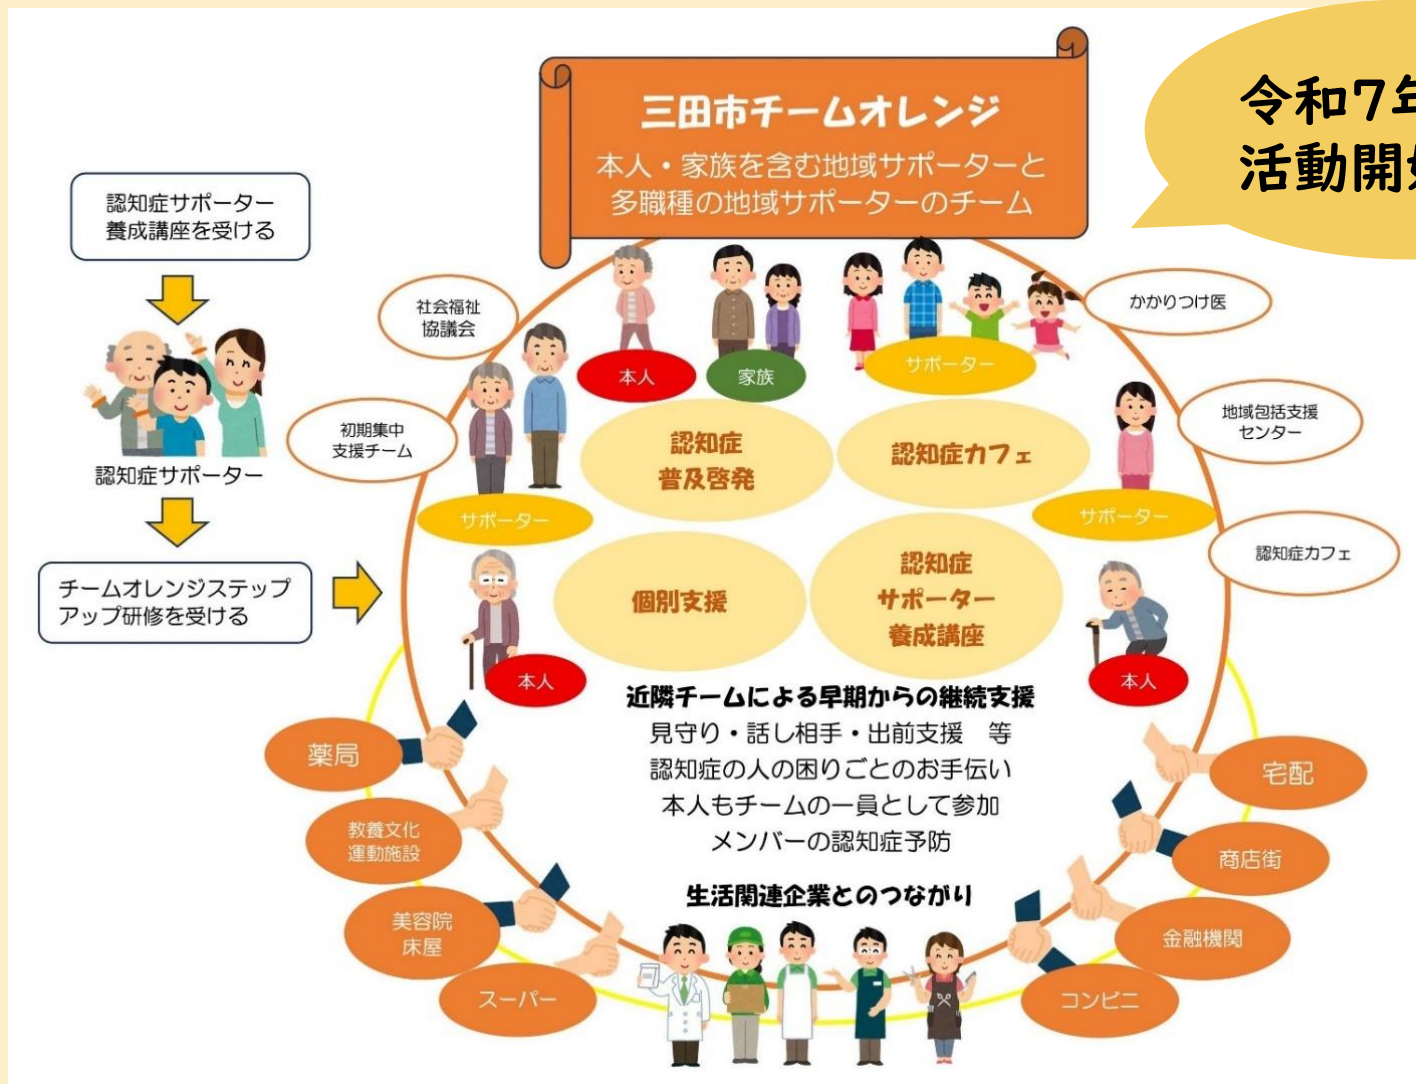 三田市チームオレンジ
本人・家族を含む地域サポーターと
多職種の地域サポーターのチーム
令和7年
活動開始
認知症サポーター
養成講座を受ける
認知症サポーター
チームオレンジステップ
アップ研修を受ける
社会福祉
協議会
初期集中
支援チーム
かかりつけ医
地域包括支援
センター
認知症カフェ
本人
家族
サポーター
サポーター
サポーター
認知症
普及啓発
認知症カフェ
個別支援
認知症
サポーター
養成講座
本人
本人
近隣チームによる早期からの継続支援
見守り・話し相手・出前支援　等
認知症の人の困りごとのお手伝い
本人もチームの一員として参加
メンバーの認知症予防
生活関連企業とのつながり
薬局
教養文化
運動施設
美容院
床屋
スーパー
宅配
商店街
金融機関
コンビニ